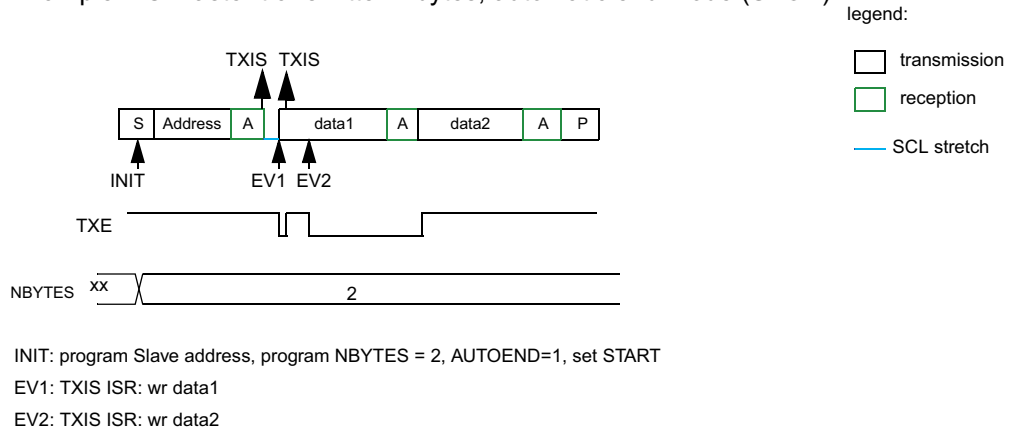 legend:
transmission
reception
SCL stretch
TXIS TXIS
S Address A data1 A data2 A P
INIT EV1 EV2
TXE
NBYTES xx 2
INIT: program Slave address, program NBYTES = 2, AUTOEND=1, set START
EV1: TXIS ISR: wr data1
EV2: TXIS ISR: wr data2